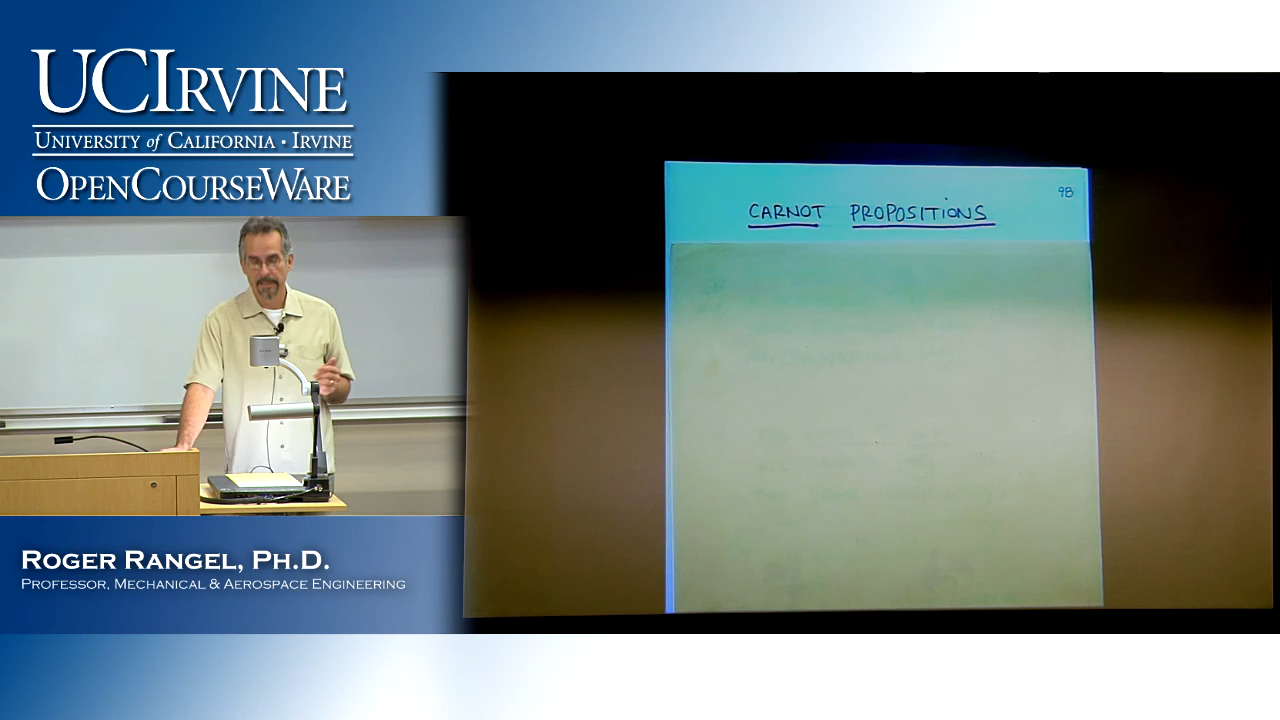 UCIRVINE
UNIVERSITY of CALIFORNIA • IRVINE
OPENCOURSEWARE
98
CARNOT PROPOSITIONS
ROGER RANGEL, PH.D.
PROFESSOR, MECHANICAL & AEROSPACE ENGINEERING